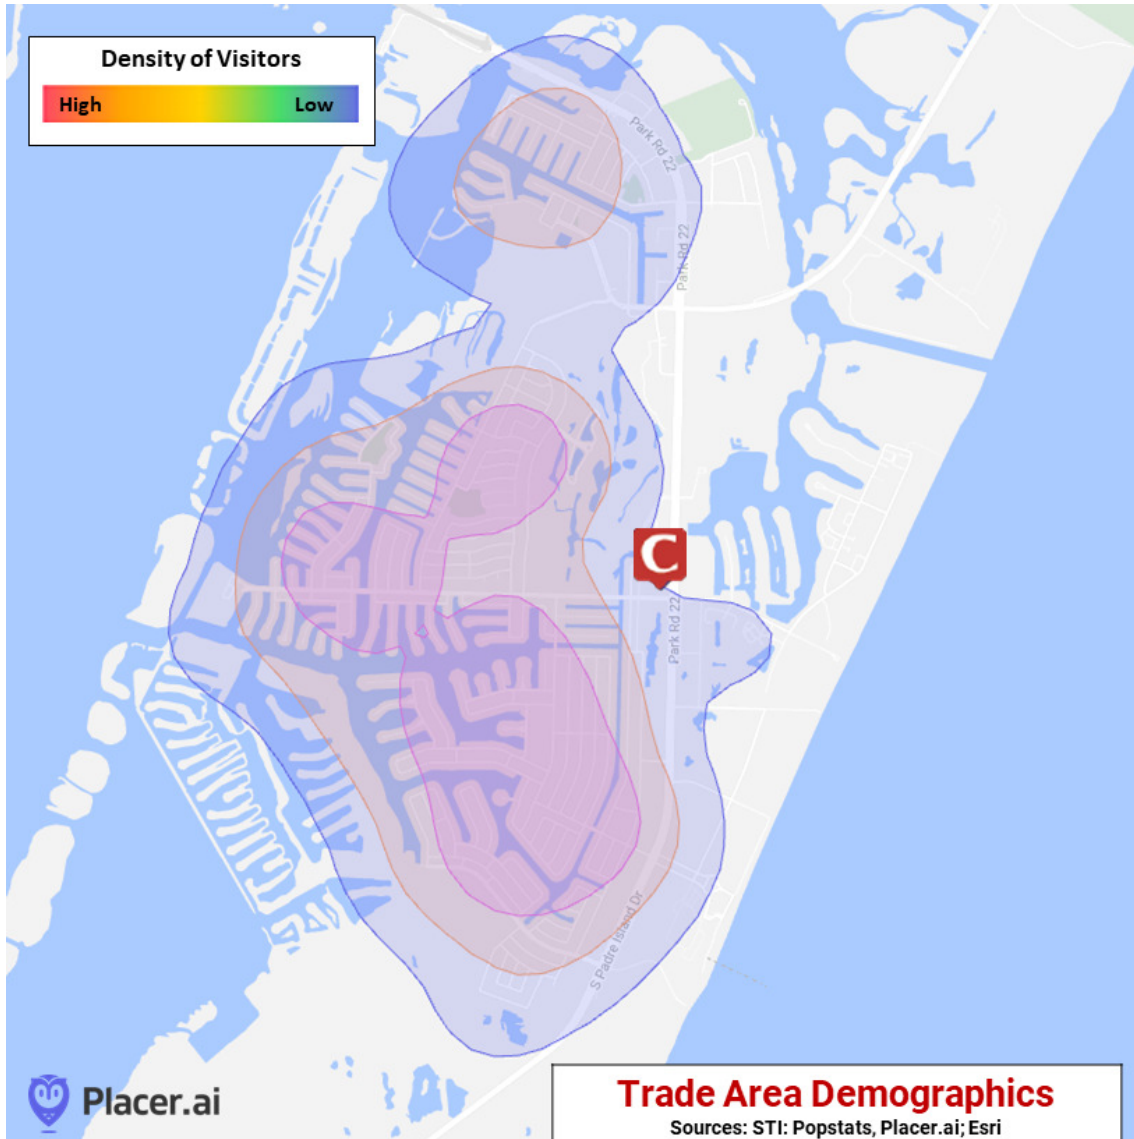 Density of Visitors
High Low
Park Rd 22
Park Rd 22
C
Park Rd 22
S Padre Island Dr
Placer.ai
Trade Area Demographics
Sources: STI: Popstats, Placer.ai; Esri